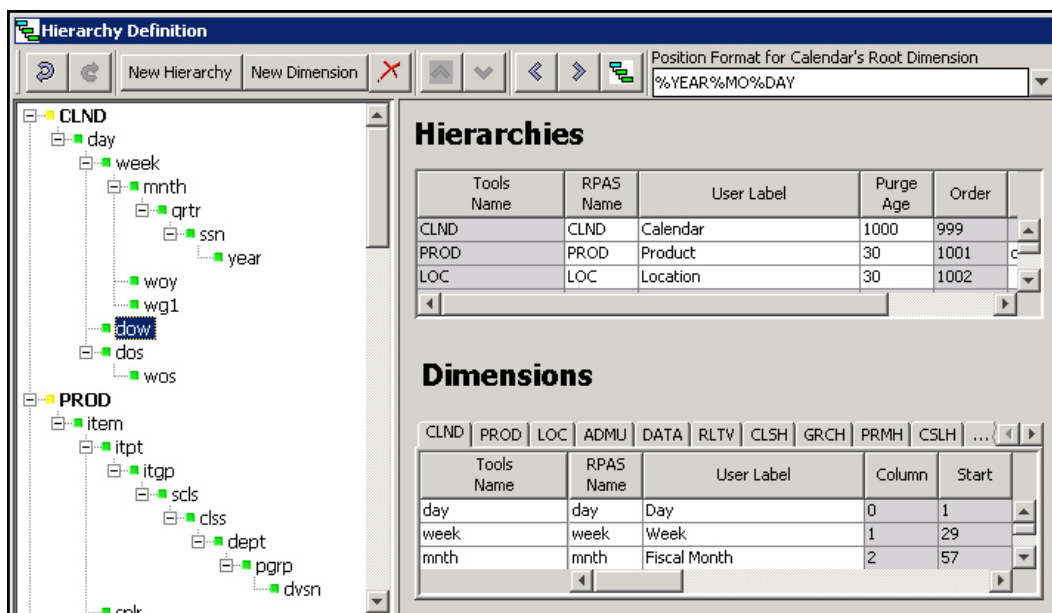 Hierarchy Definition
New Hierarchy New Dimension Position Format for Calendar's Root Dimension
%YEAR%MO%DAY
CLND
day
week
mnth
qrtr
ssn
year
woy
wg1
dow
dos
wos
PROD
item
itpt
itgp
scls
clss
dept
pgrp
dvsn
Hierarchies
Tools Name RPAS Name User Label Purge Age Order
CLND CLND Calendar 1000 999
PROD PROD Product 30 1001
LOC LOC Location 30 1002
Dimensions
CLND PROD LOC ADMU DATA RLTV CLSH GRCH PRMH CSLH ...
Tools Name RPAS Name User Label Column Start
day day Day 0 1
week week Week 1 29
mnth mnth Fiscal Month 2 57